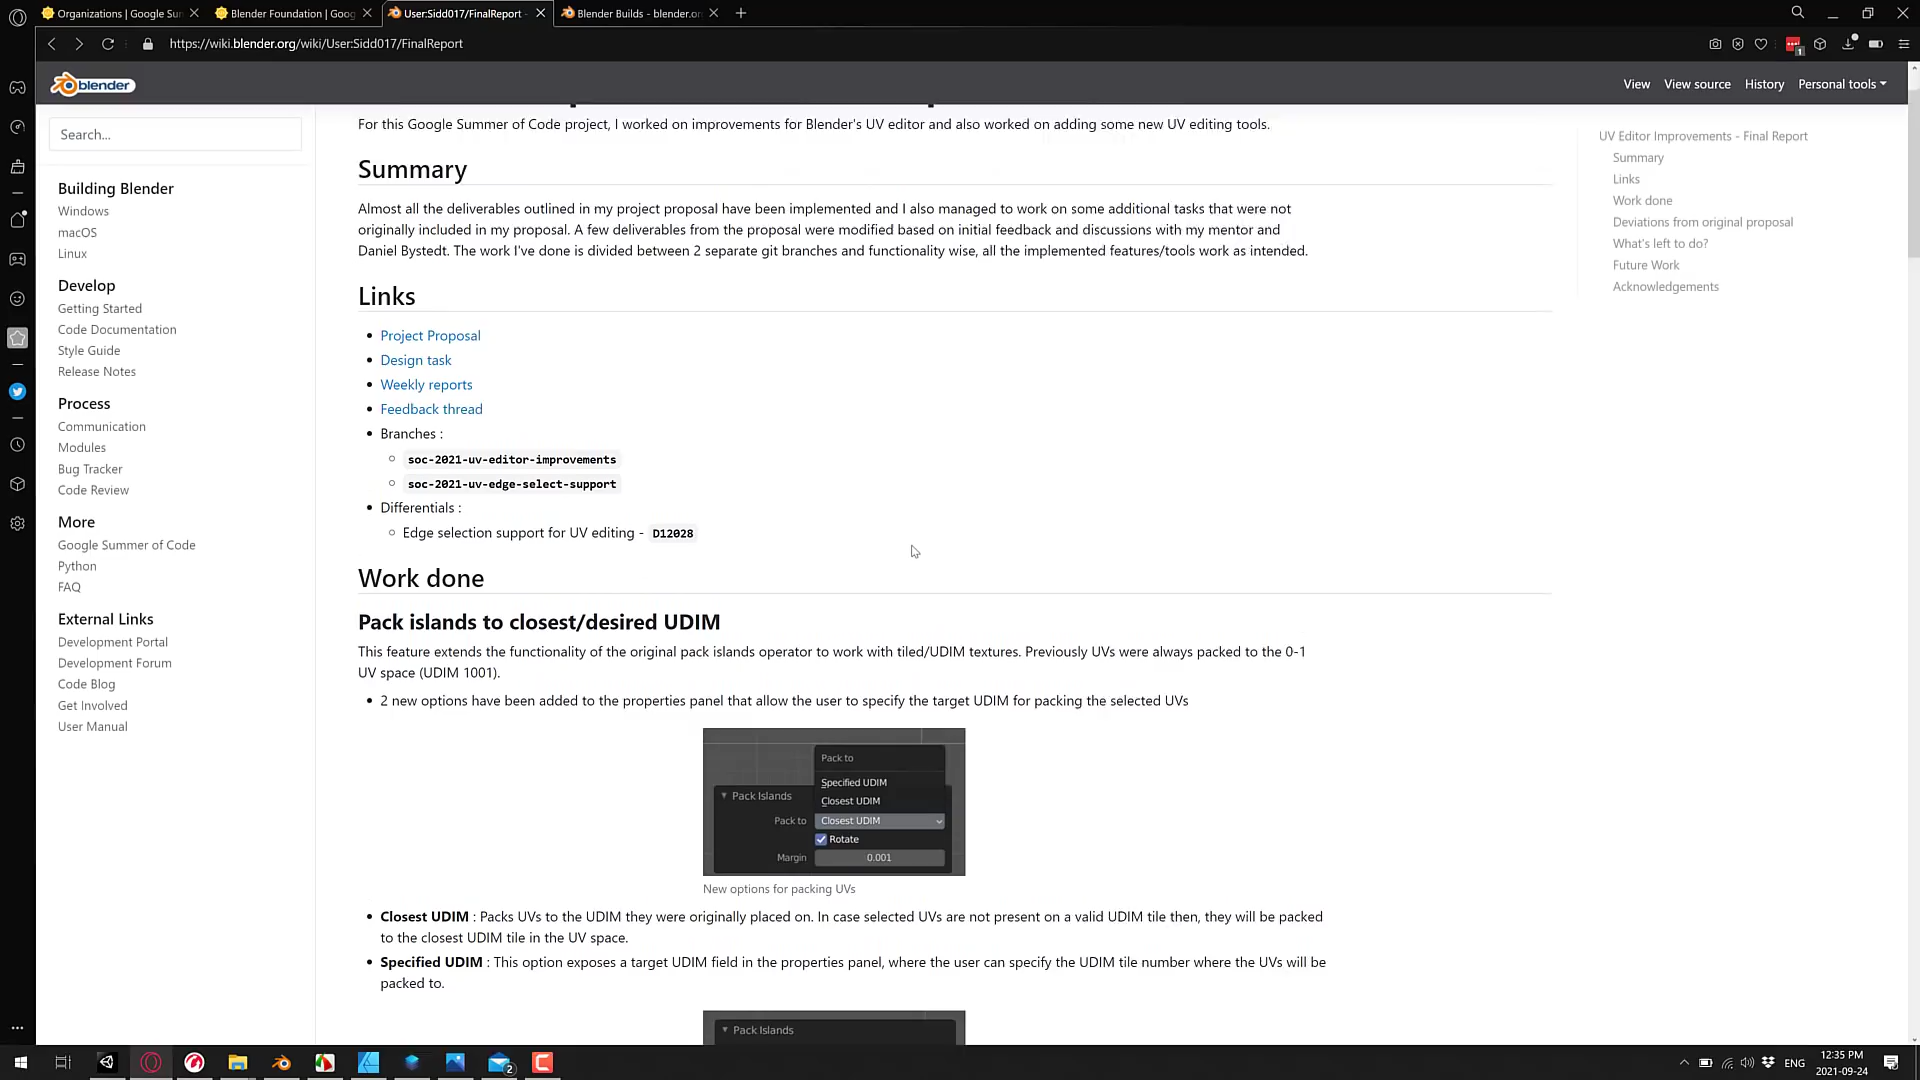 Organizations | Google Sum
Blender Foundation | Goog
User:Sidd017/FinalReport -
Blender Builds - blender.or
https://wiki.blender.org/wiki/User:Sidd017/FinalReport
1
blender
View
View source
History
Personal tools
Search...
Building Blender
Windows
macOS
Linux
Develop
Getting Started
Code Documentation
Style Guide
Release Notes
Process
Communication
Modules
Bug Tracker
Code Review
More
Google Summer of Code
Python
FAQ
External Links
Development Portal
Development Forum
Code Blog
Get Involved
User Manual
For this Google Summer of Code project, I worked on improvements for Blender's UV editor and also worked on adding some new UV editing tools.
Summary
Almost all the deliverables outlined in my project proposal have been implemented and I also managed to work on some additional tasks that were not
originally included in my proposal. A few deliverables from the proposal were modified based on initial feedback and discussions with my mentor and
Daniel Bystedt. The work I've done is divided between 2 separate git branches and functionality wise, all the implemented features/tools work as intended.
Links
Project Proposal
Design task
Weekly reports
Feedback thread
Branches :
soc-2021-uv-editor-improvements
soc-2021-uv-edge-select-support
Differentials :
Edge selection support for UV editing - D12028
Work done
Pack islands to closest/desired UDIM
This feature extends the functionality of the original pack islands operator to work with tiled/UDIM textures. Previously UVs were always packed to the 0-1
UV space (UDIM 1001).
2 new options have been added to the properties panel that allow the user to specify the target UDIM for packing the selected UVs
Pack to
Specified UDIM
Closest UDIM
Pack Islands
Pack to Closest UDIM
Rotate
Margin 0.001
New options for packing UVs
Closest UDIM : Packs UVs to the UDIM they were originally placed on. In case selected UVs are not present on a valid UDIM tile then, they will be packed
to the closest UDIM tile in the UV space.
Specified UDIM : This option exposes a target UDIM field in the properties panel, where the user can specify the UDIM tile number where the UVs will be
packed to.
Pack Islands
UV Editor Improvements - Final Report
Summary
Links
Work done
Deviations from original proposal
What's left to do?
Future Work
Acknowledgements
2
ENG
12:35 PM
2021-09-24